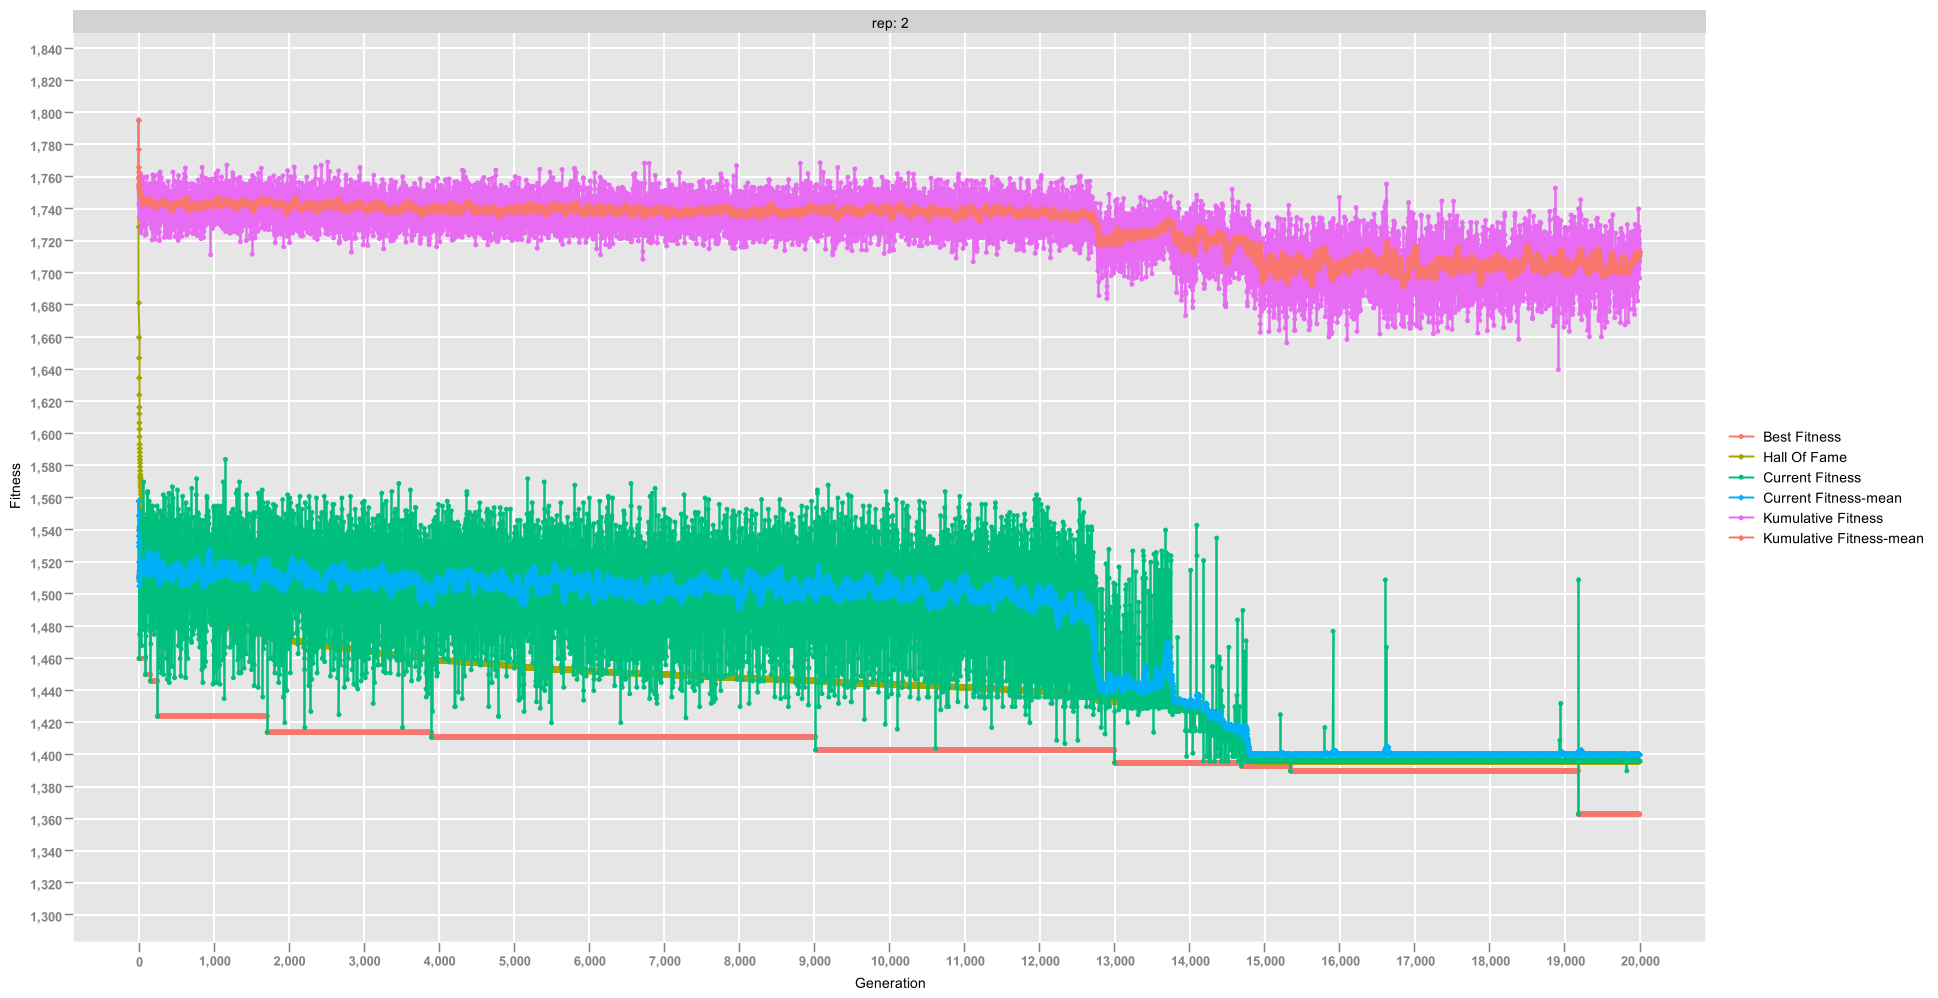 rep: 2
1,840
1,820
1,800
1,780
1,760
1,740
1,720
1,700
1,680
1,660
1,640
1,620
1,600
1,580
1,560
1,540
1,520
1,500
1,480
1,460
1,440
1,420
1,400
1,380
1,360
1,340
1,320
1,300
Fitness
0 1,000 2,000 3,000 4,000 5,000 6,000 7,000 8,000 9,000 10,000 11,000 12,000 13,000 14,000 15,000 16,000 17,000 18,000 19,000 20,000
Generation
Best Fitness
Hall Of Fame
Current Fitness
Current Fitness-mean
Kumulative Fitness
Kumulative Fitness-mean